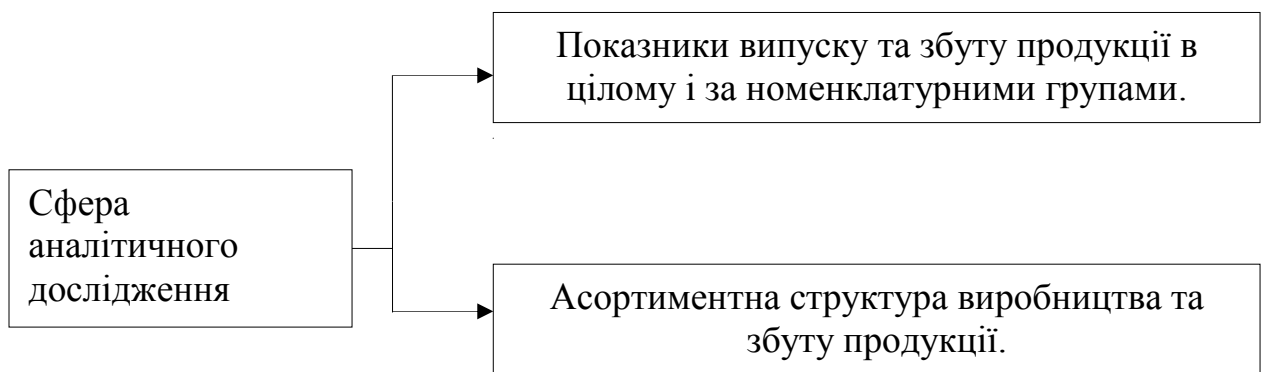 Показники випуску та збуту продукції в
цілому і за номенклатурними групами.
Сфера
аналітичного
дослідження
Асортиментна структура виробництва та
збуту продукції.